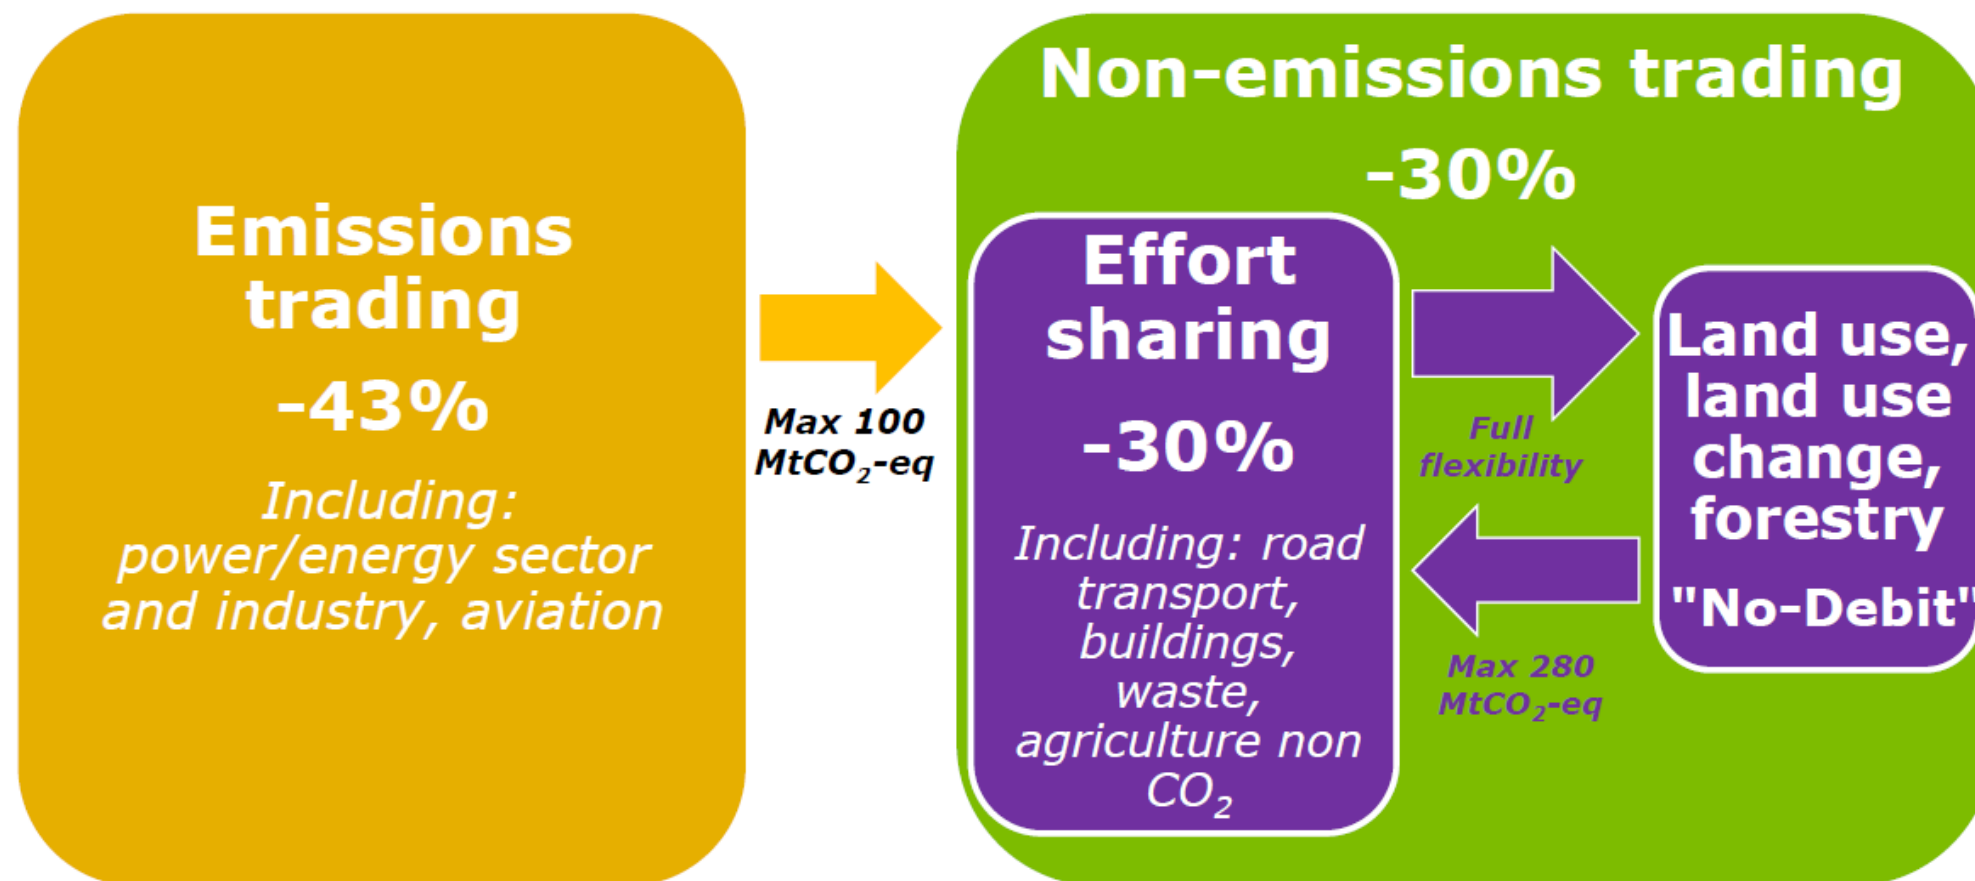 Emissions
trading
-43%
Including:
power/energy sector
and industry, aviation
Max 100
MtCO₂-eq
Non-emissions trading
-30%
Effort
sharing
-30%
Including: road
transport,
buildings,
waste,
agriculture non
CO₂
Full
flexibility
Max 280
MtCO₂-eq
Land use,
land use
change,
forestry
"No-Debit"